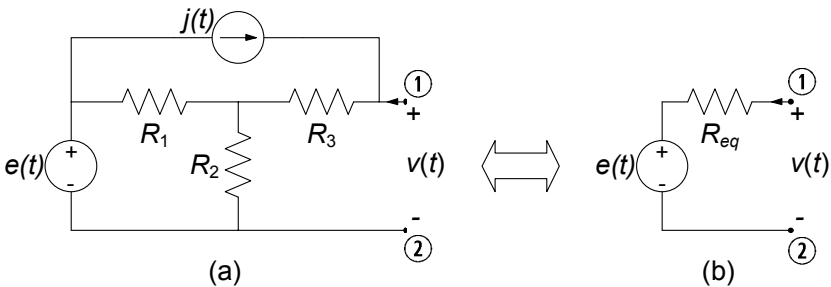 j(t)
①
+
R1
R3
e(t)
+
-
R2
v(t)
-
②
(a)
①
+
Req
e(t)
+
-
v(t)
-
②
(b)